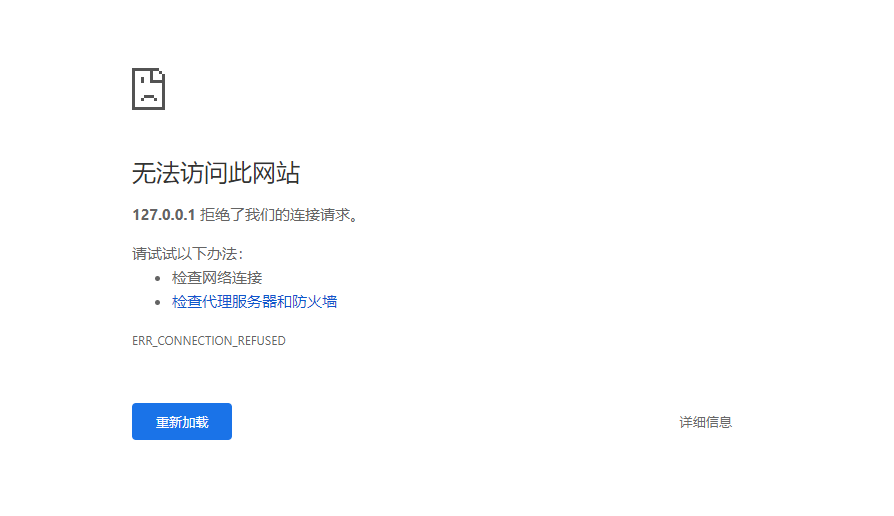 无法访问此网站
127.0.0.1 拒绝了我们的连接请求。
请试试以下办法：
检查网络连接
检查代理服务器和防火墙
ERR_CONNECTION_REFUSED
重新加载
详细信息